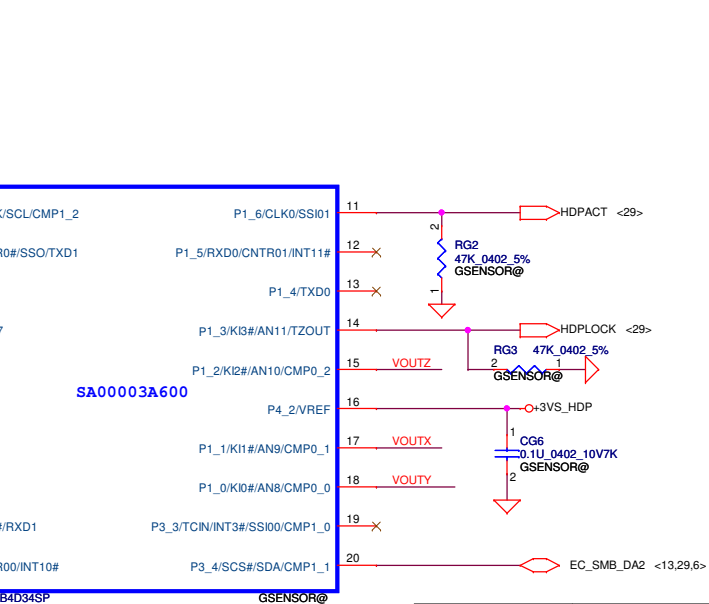 /SCL/CMP1_2
P1_6/CLK0/SSI01
11
HDPACT <29>
2
RG2
47K_0402_5%
GSENSOR@
1
R0#/SSO/TXD1
P1_5/RXD0/CNTR01/INT11#
12
P1_4/TXD0
13
P1_3/KI3#/AN11/TZOUT
14
HDPLOCK <29>
RG3 47K_0402_5%
2
1
GSENSOR@
P1_2/KI2#/AN10/CMP0_2
15
VOUTZ
SA00003A600
P4_2/VREF
16
+3VS_HDP
1
CG6
0.1U_0402_10V7K
GSENSOR@
2
P1_1/KI1#/AN9/CMP0_1
17
VOUTX
P1_0/KI0#/AN8/CMP0_0
18
VOUTY
#/RXD1
P3_3/TCIN/INT3#/SSI00/CMP1_0
19
R00/INT10#
P3_4/SCS#/SDA/CMP1_1
20
EC_SMB_DA2 <13,29,6>
B4D34SP
GSENSOR@